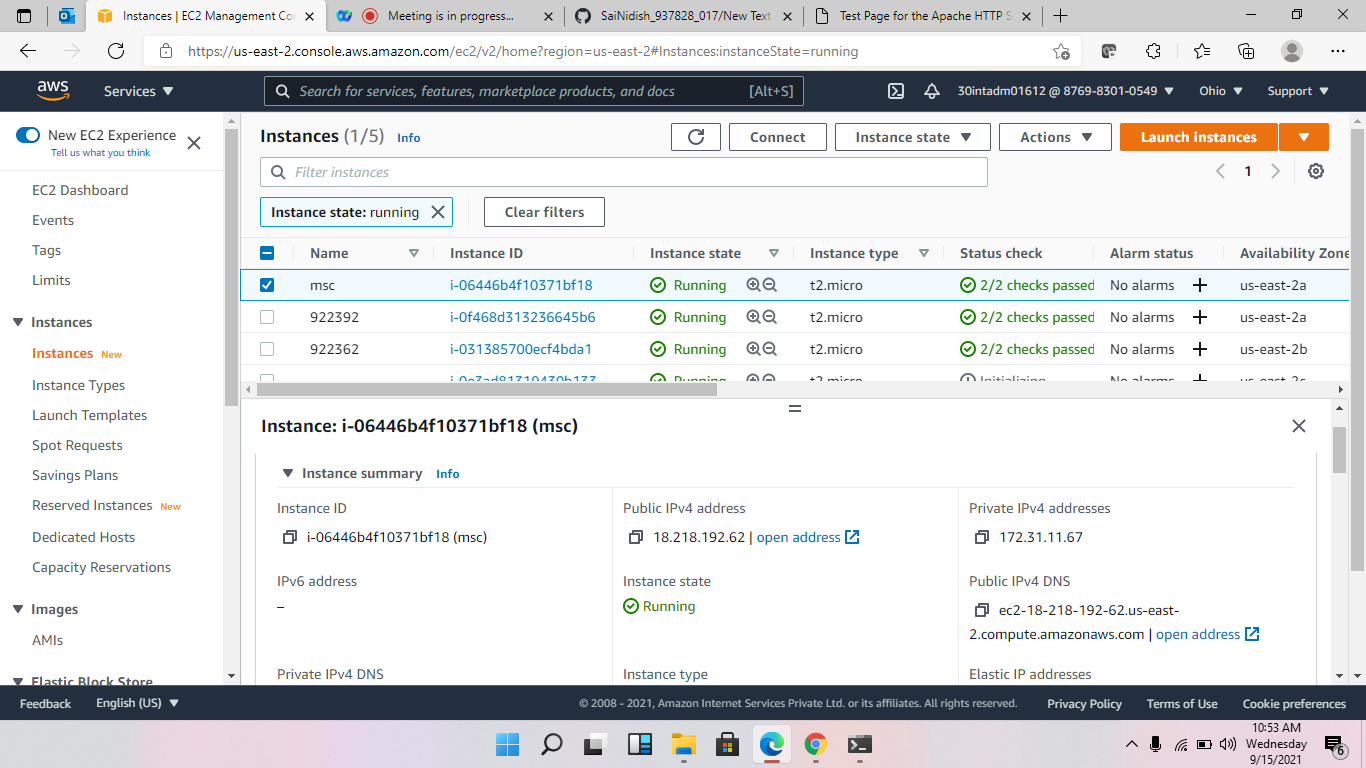 Instances | EC2 Management Co
Meeting is in progress...
SaiNidish_937828_017/New Text
Test Page for the Apache HTTP S
https://us-east-2.console.aws.amazon.com/ec2/v2/home?region=us-east-2#Instances:instanceState=running
aws
Services
Search for services, features, marketplace products, and docs
[Alt+S]
30intadm01612 @ 8769-8301-0549
Ohio
Support
New EC2 Experience
Tell us what you think
EC2 Dashboard
Events
Tags
Limits
Instances
Instances New
Instance Types
Launch Templates
Spot Requests
Savings Plans
Reserved Instances New
Dedicated Hosts
Capacity Reservations
Images
AMIs
Elastic Block Store
Instances (1/5) Info
Connect
Instance state
Actions
Launch instances
Filter instances
1
Instance state: running
Clear filters
Name Instance ID Instance state Instance type Status check Alarm status Availability Zone
msc i-06446b4f10371bf18 Running t2.micro 2/2 checks passed No alarms us-east-2a
922392 i-0f468d313236645b6 Running t2.micro 2/2 checks passed No alarms us-east-2a
922362 i-031385700ecf4bda1 Running t2.micro 2/2 checks passed No alarms us-east-2b
Running t2.micro Initializing No alarms us-east-2c
Instance: i-06446b4f10371bf18 (msc)
Instance summary Info
Instance ID
i-06446b4f10371bf18 (msc)
Public IPv4 address
18.218.192.62 | open address
Private IPv4 addresses
172.31.11.67
IPv6 address
–
Instance state
Running
Public IPv4 DNS
ec2-18-218-192-62.us-east-
2.compute.amazonaws.com | open address
Private IPv4 DNS
Instance type
Elastic IP addresses
Feedback
English (US)
© 2008 - 2021, Amazon Internet Services Private Ltd. or its affiliates. All rights reserved.
Privacy Policy
Terms of Use
Cookie preferences
10:53 AM
Wednesday
9/15/2021
6